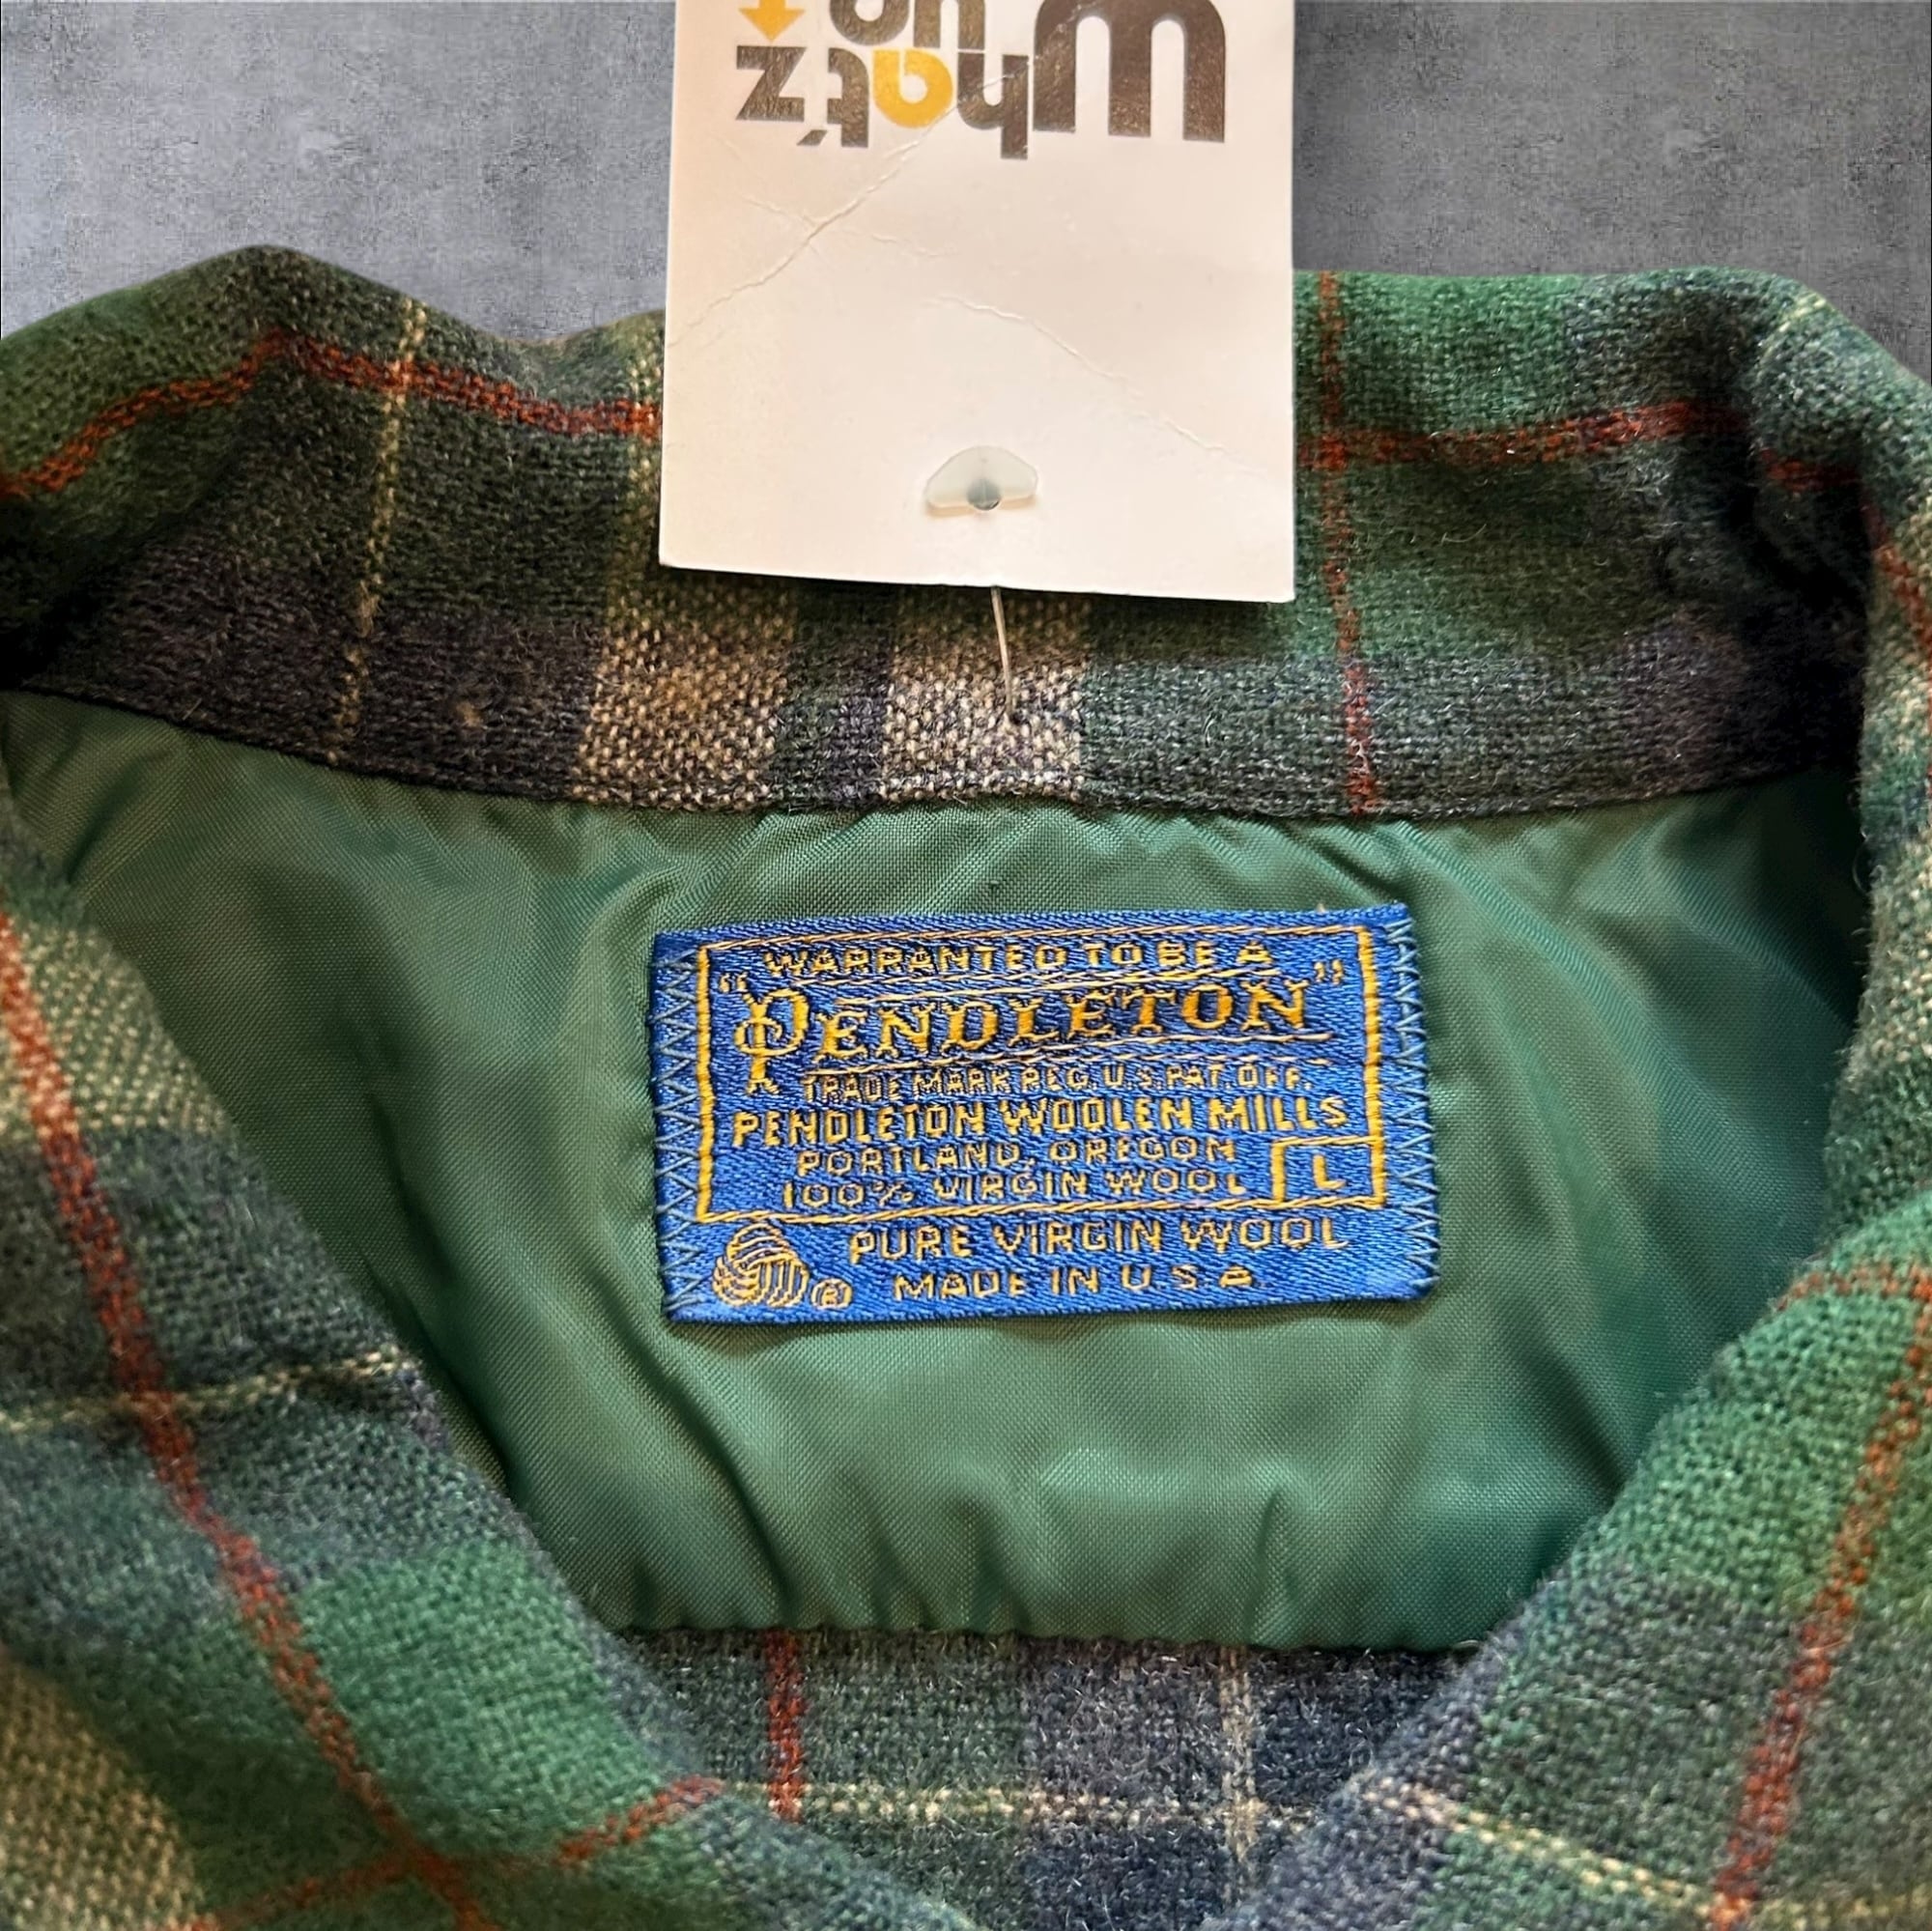 What'z
up
"WARRANTED TO BE A
PENDLETON"
TRADE MARK REG. U.S. PAT. OFF.
PENDLETON WOOLEN MILLS
PORTLAND, OREGON
100% VIRGIN WOOL L
PURE VIRGIN WOOL
® MADE IN U.S.A.